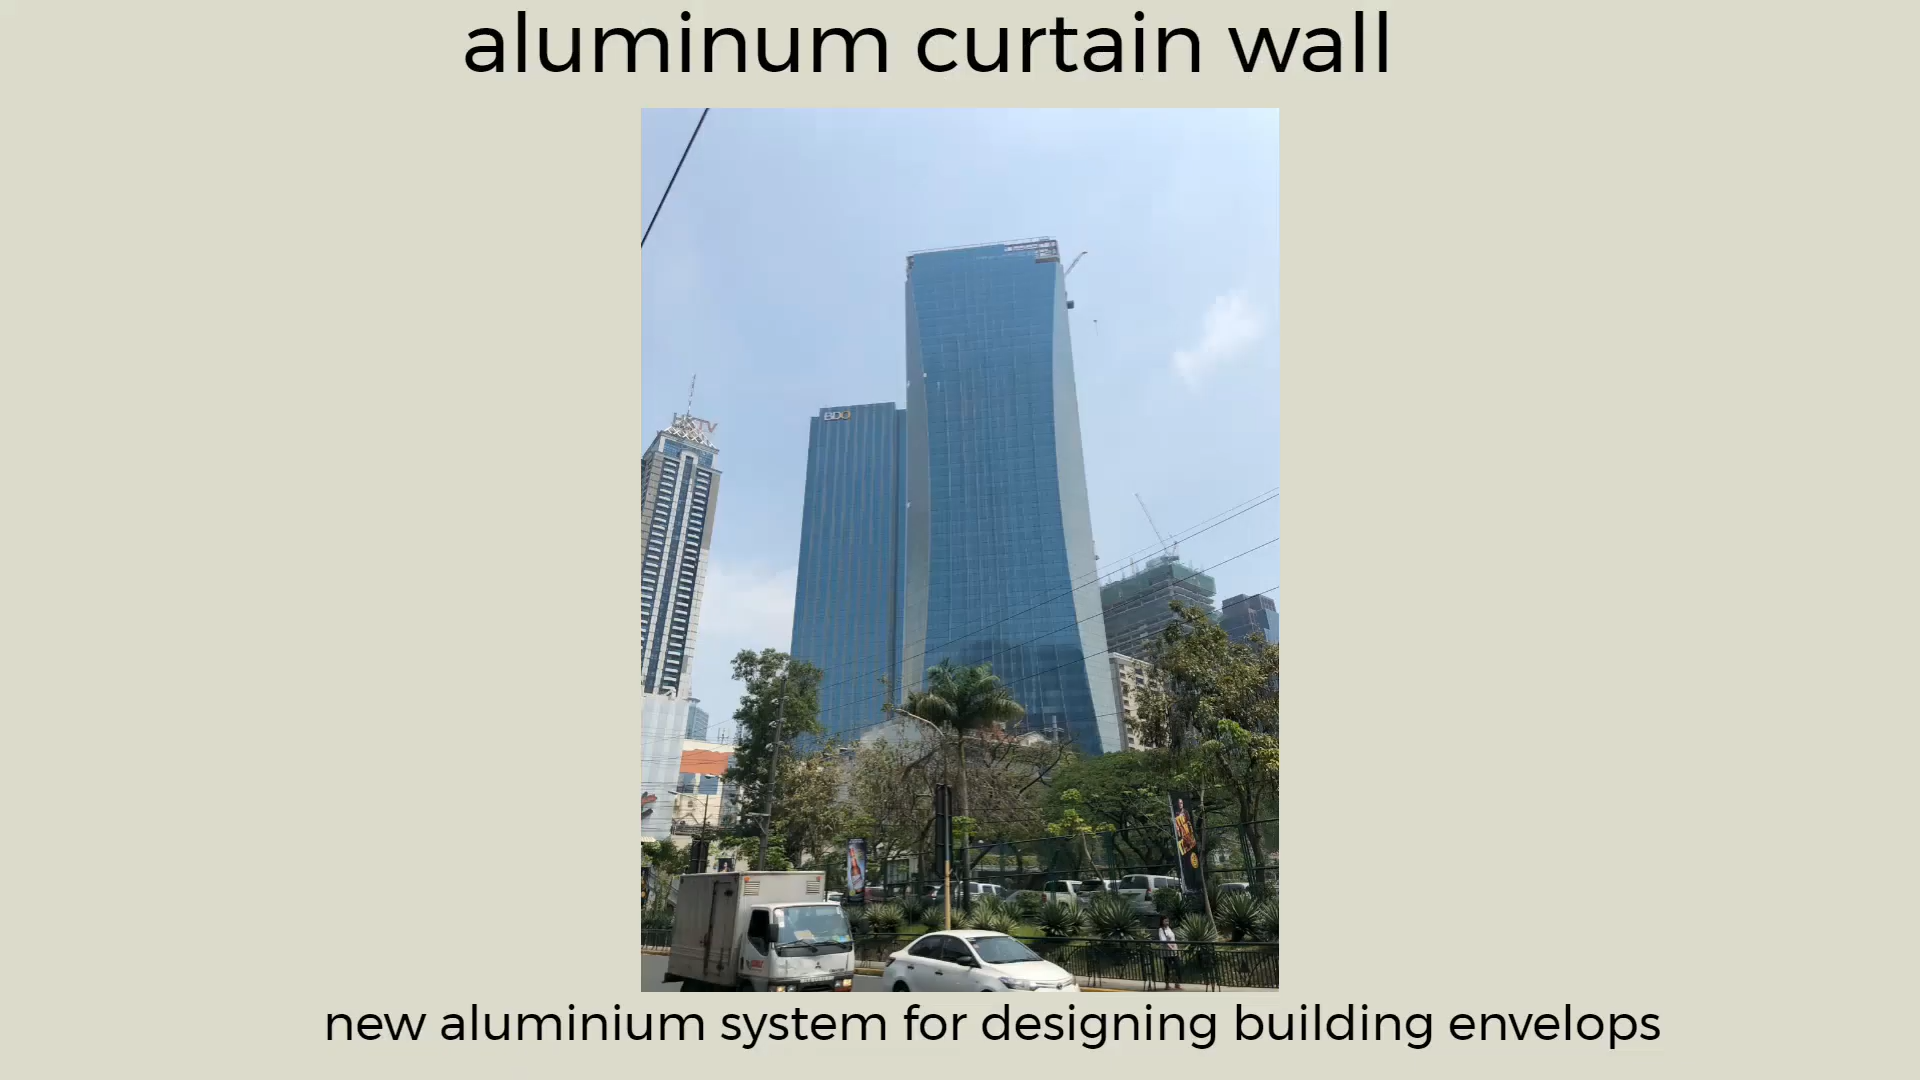 aluminum curtain wall
BDO
new aluminium system for designing building envelops